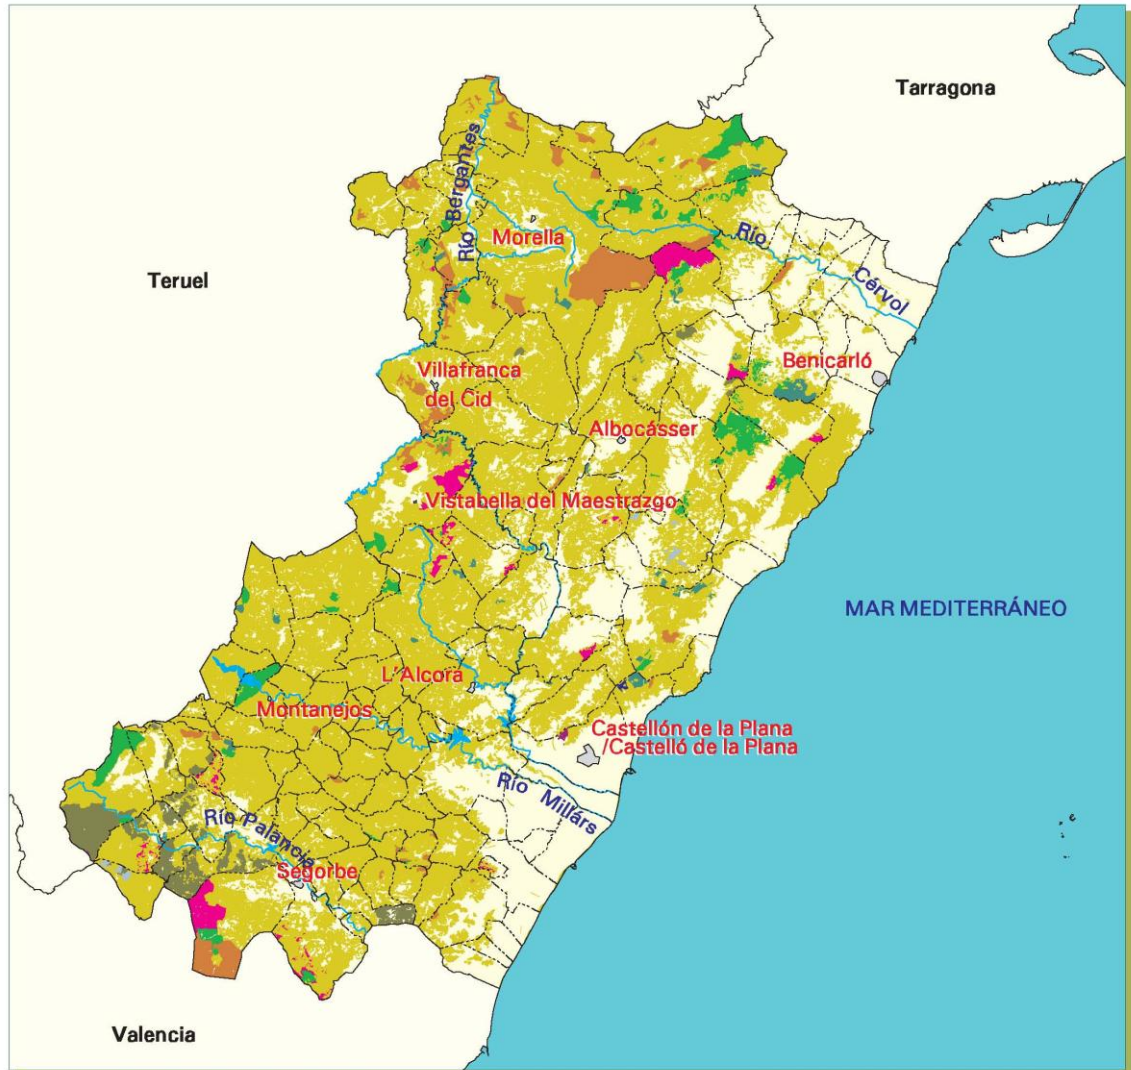 Tarragona
Río Bergantes
Morella
Río Cérvol
Teruel
Villafranca
del Cid
Benicarló
Albocásser
Vistabella del Maestrazgo
MAR MEDITERRÁNEO
L'Alcora
Montanejos
Castellón de la Plana
/Castelló de la Plana
Río Millárs
Río Palancia
Segorbe
Valencia